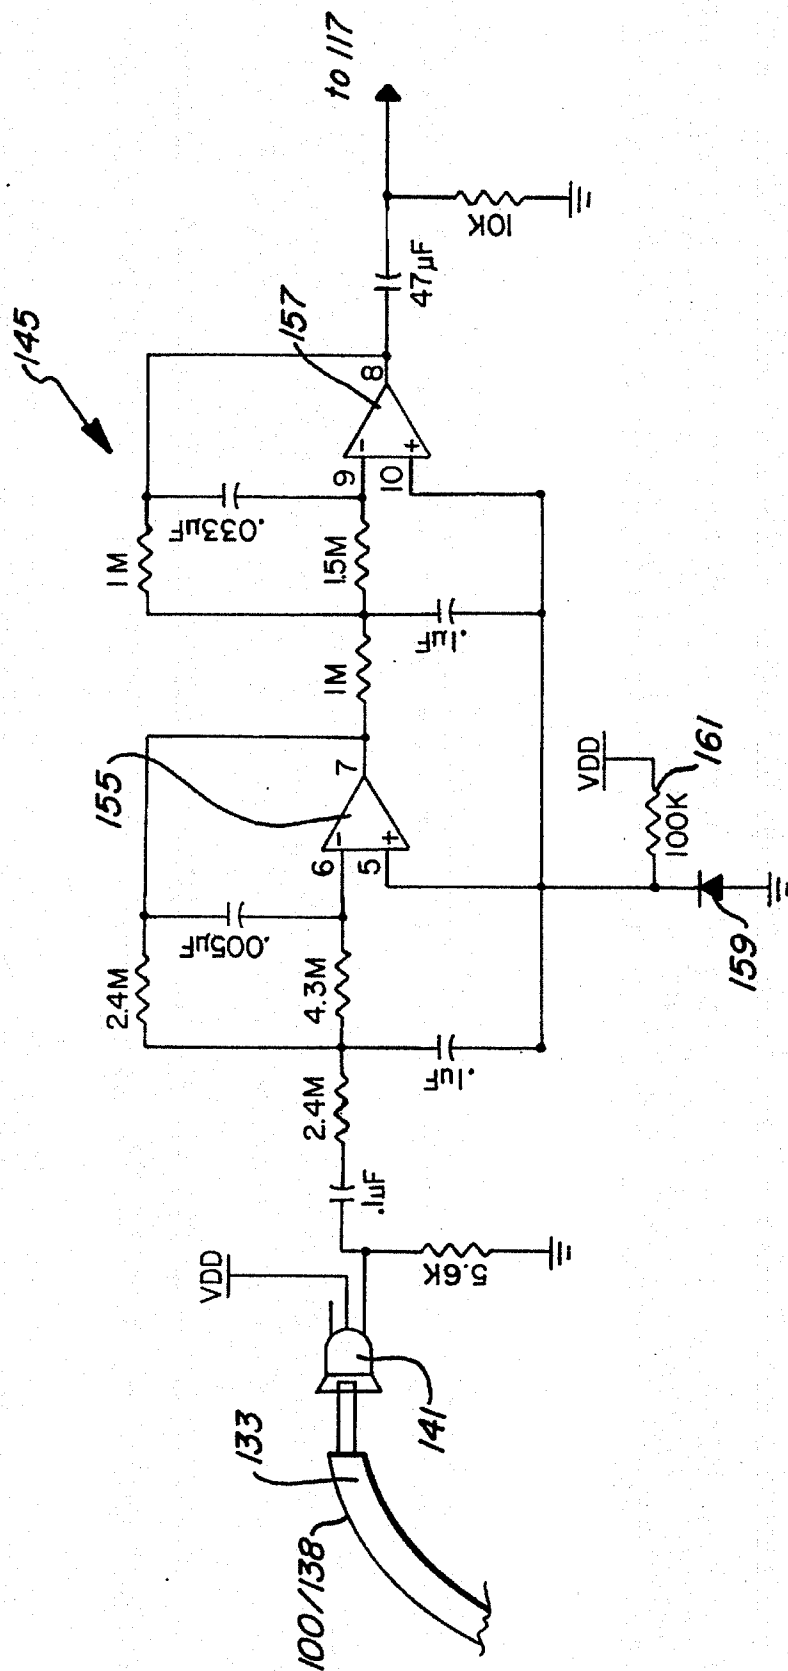 145
to 117
10K
47µF
157
8
9
10
-
+
.033µF
1M
1.5M
.1µF
1M
155
7
6
5
-
+
.005µF
2.4M
4.3M
.1µF
2.4M
.1µF
VDD
161
100K
159
VDD
5.6K
141
133
100/138